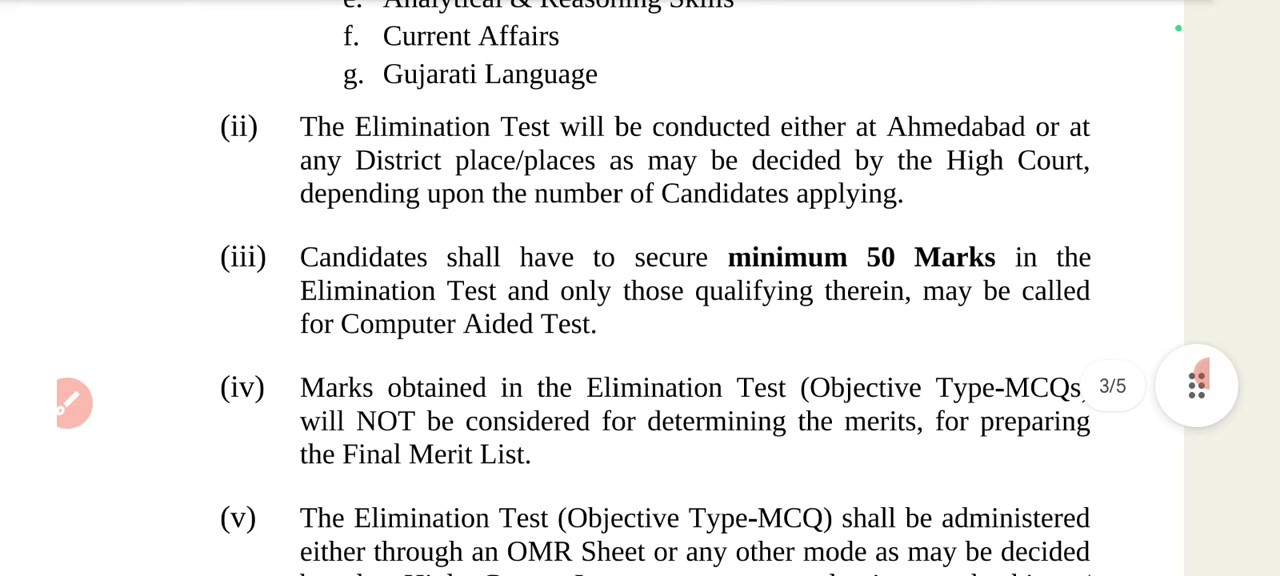 e. Analytical & Reasoning Skills
f. Current Affairs
g. Gujarati Language
(ii) The Elimination Test will be conducted either at Ahmedabad or at
any District place/places as may be decided by the High Court,
depending upon the number of Candidates applying.
(iii) Candidates shall have to secure minimum 50 Marks in the
Elimination Test and only those qualifying therein, may be called
for Computer Aided Test.
(iv) Marks obtained in the Elimination Test (Objective Type-MCQs)
3/5
will NOT be considered for determining the merits, for preparing
the Final Merit List.
(v) The Elimination Test (Objective Type-MCQ) shall be administered
either through an OMR Sheet or any other mode as may be decided